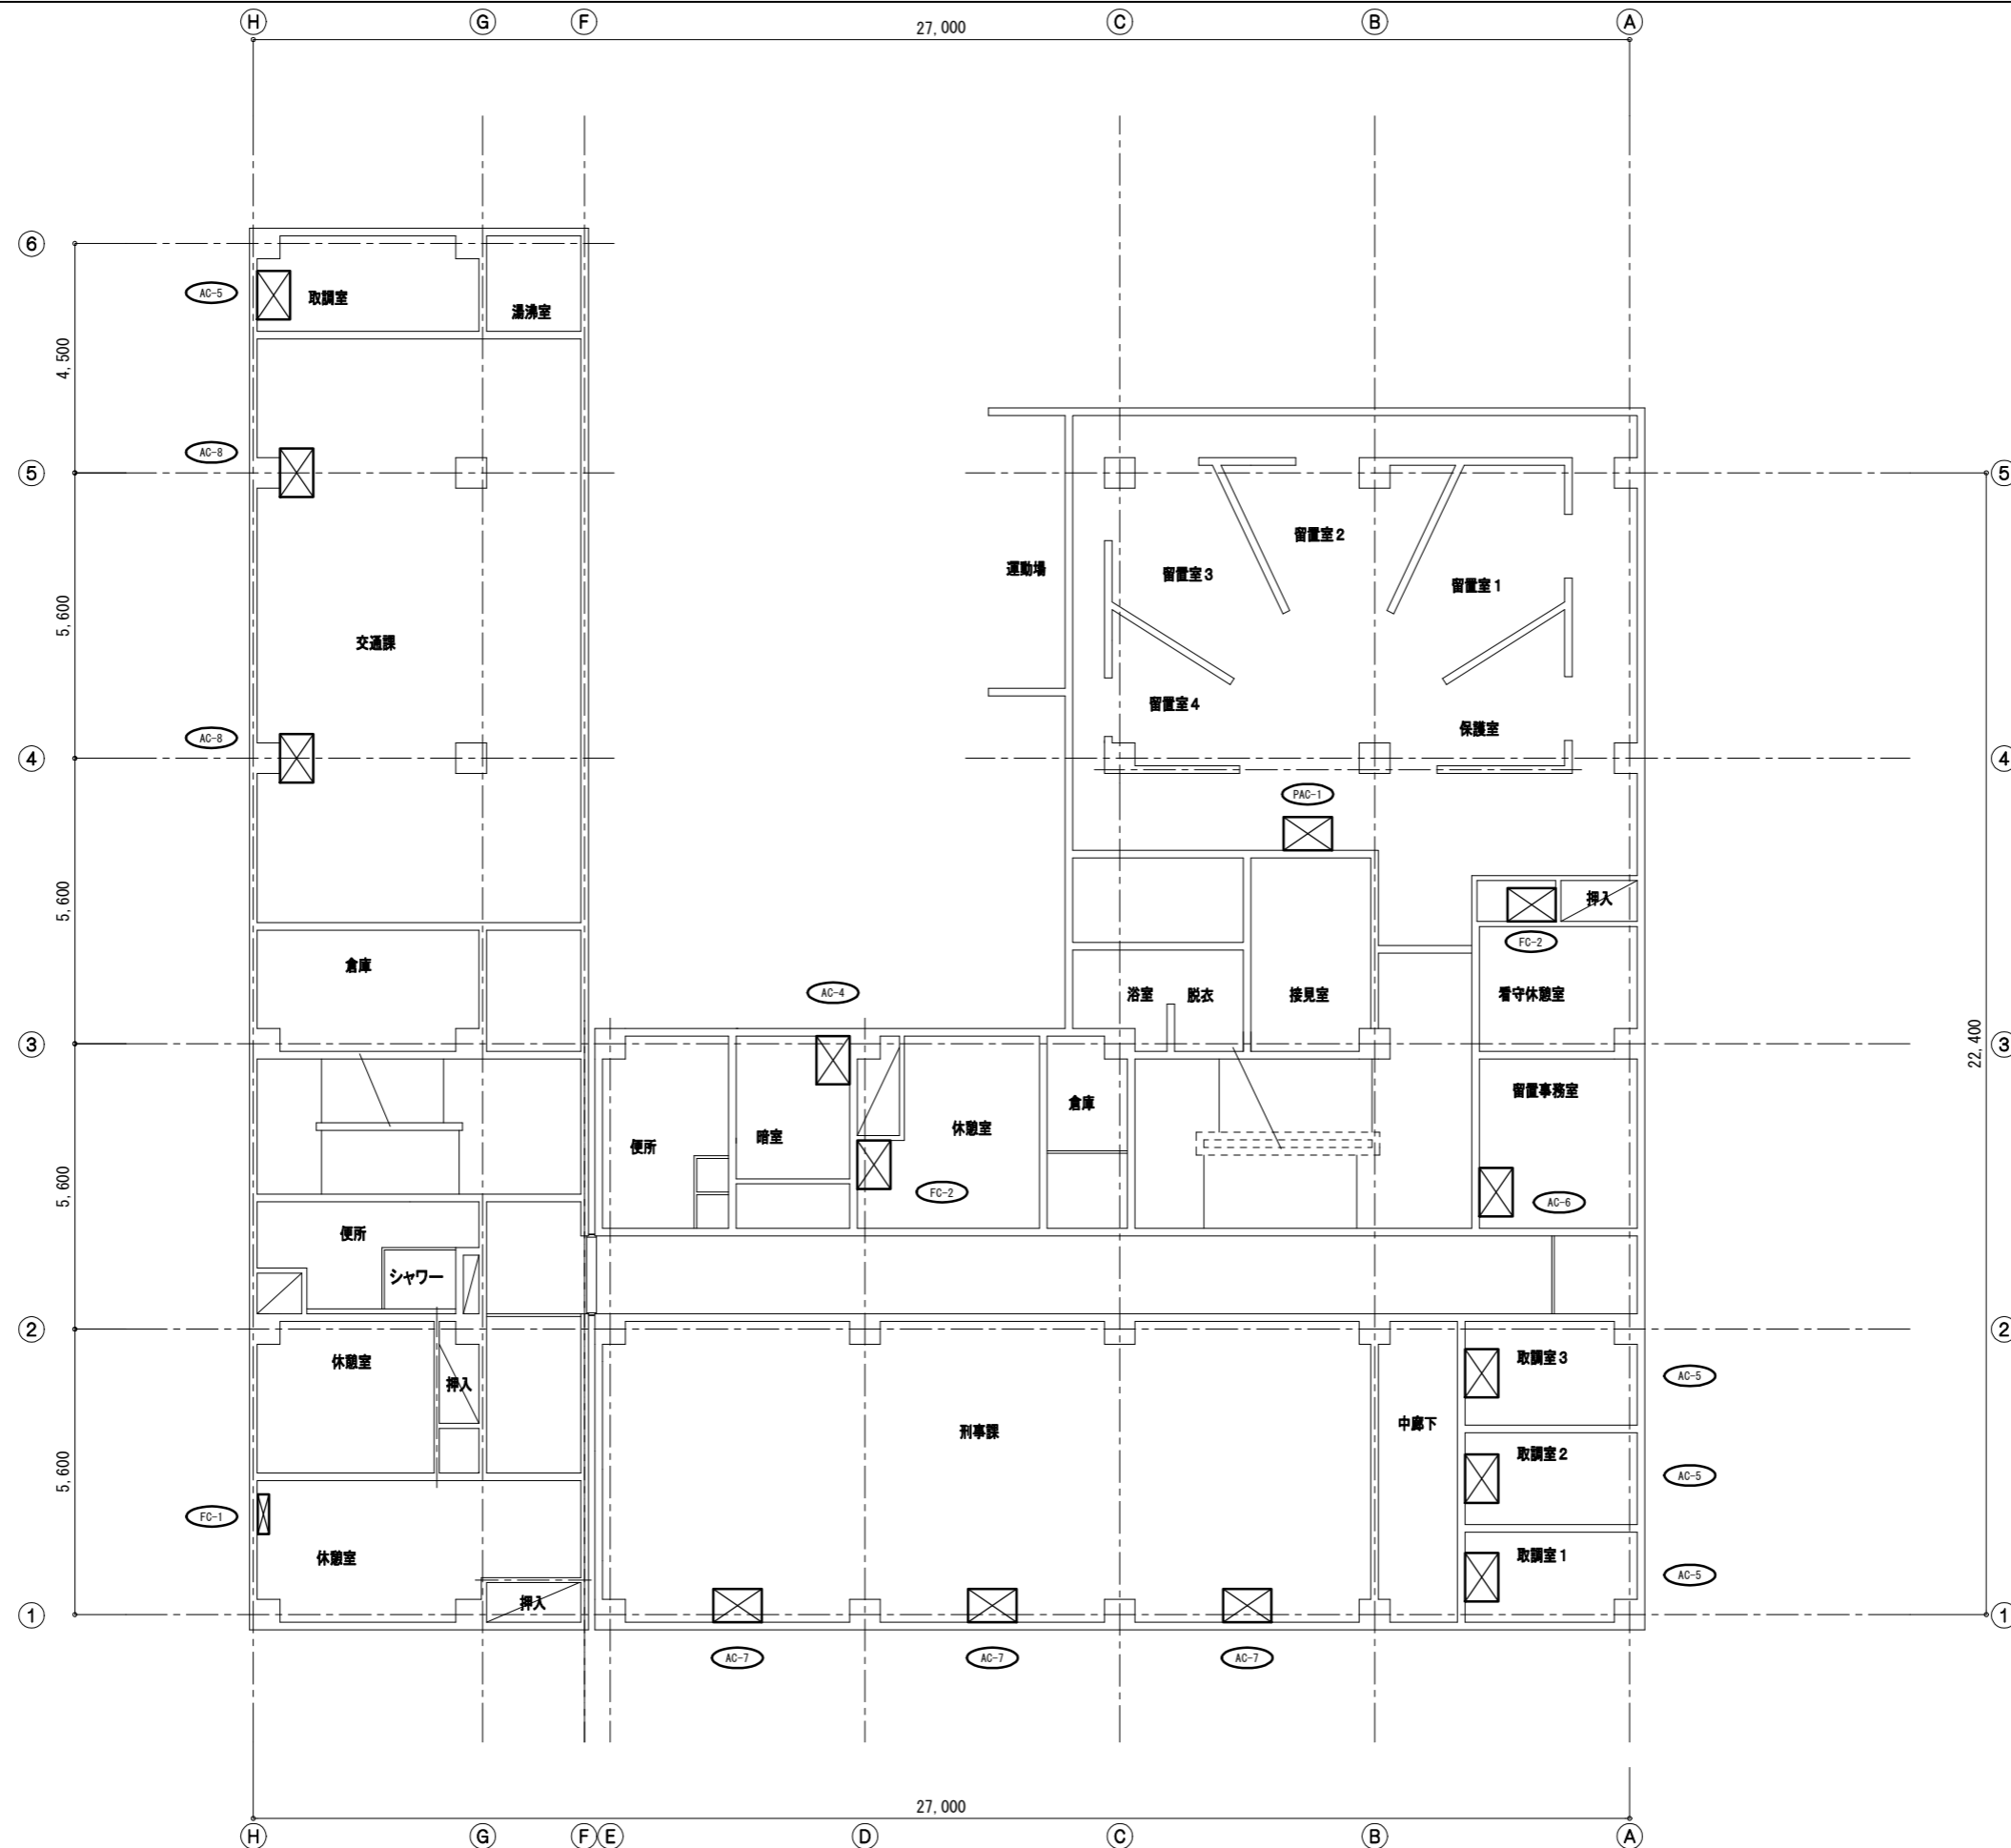 H G F C B A
27,000
6
5
4
3
2
1
4,500
5,600
5,600
5,600
5,600
AC-5
取調室
湯沸室
AC-8
5
運動場
留置室2
留置室3
留置室1
交通課
留置室4
保護室
AC-8
4
PAC-1
押入
FC-2
倉庫
AC-4
浴室
脱衣
接見室
看守休憩室
3
22,400
留置事務室
倉庫
休憩室
暗室
便所
FC-2
AC-6
便所
シャワー
2
休憩室
押入
取調室3
AC-5
中廊下
刑事課
取調室2
AC-5
FC-1
休憩室
取調室1
AC-5
押入
1
AC-7
AC-7
AC-7
27,000
H G F E D C B A